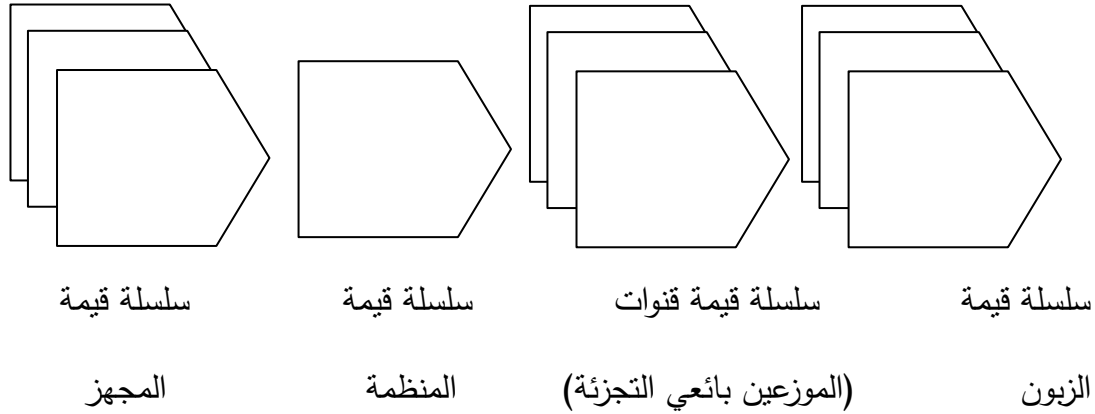 سلسلة قيمة سلسلة قيمة سلسلة قيمة قنوات سلسلة قيمة
المجهز المنظمة (الموزعين بائعي التجزئة) الزبون